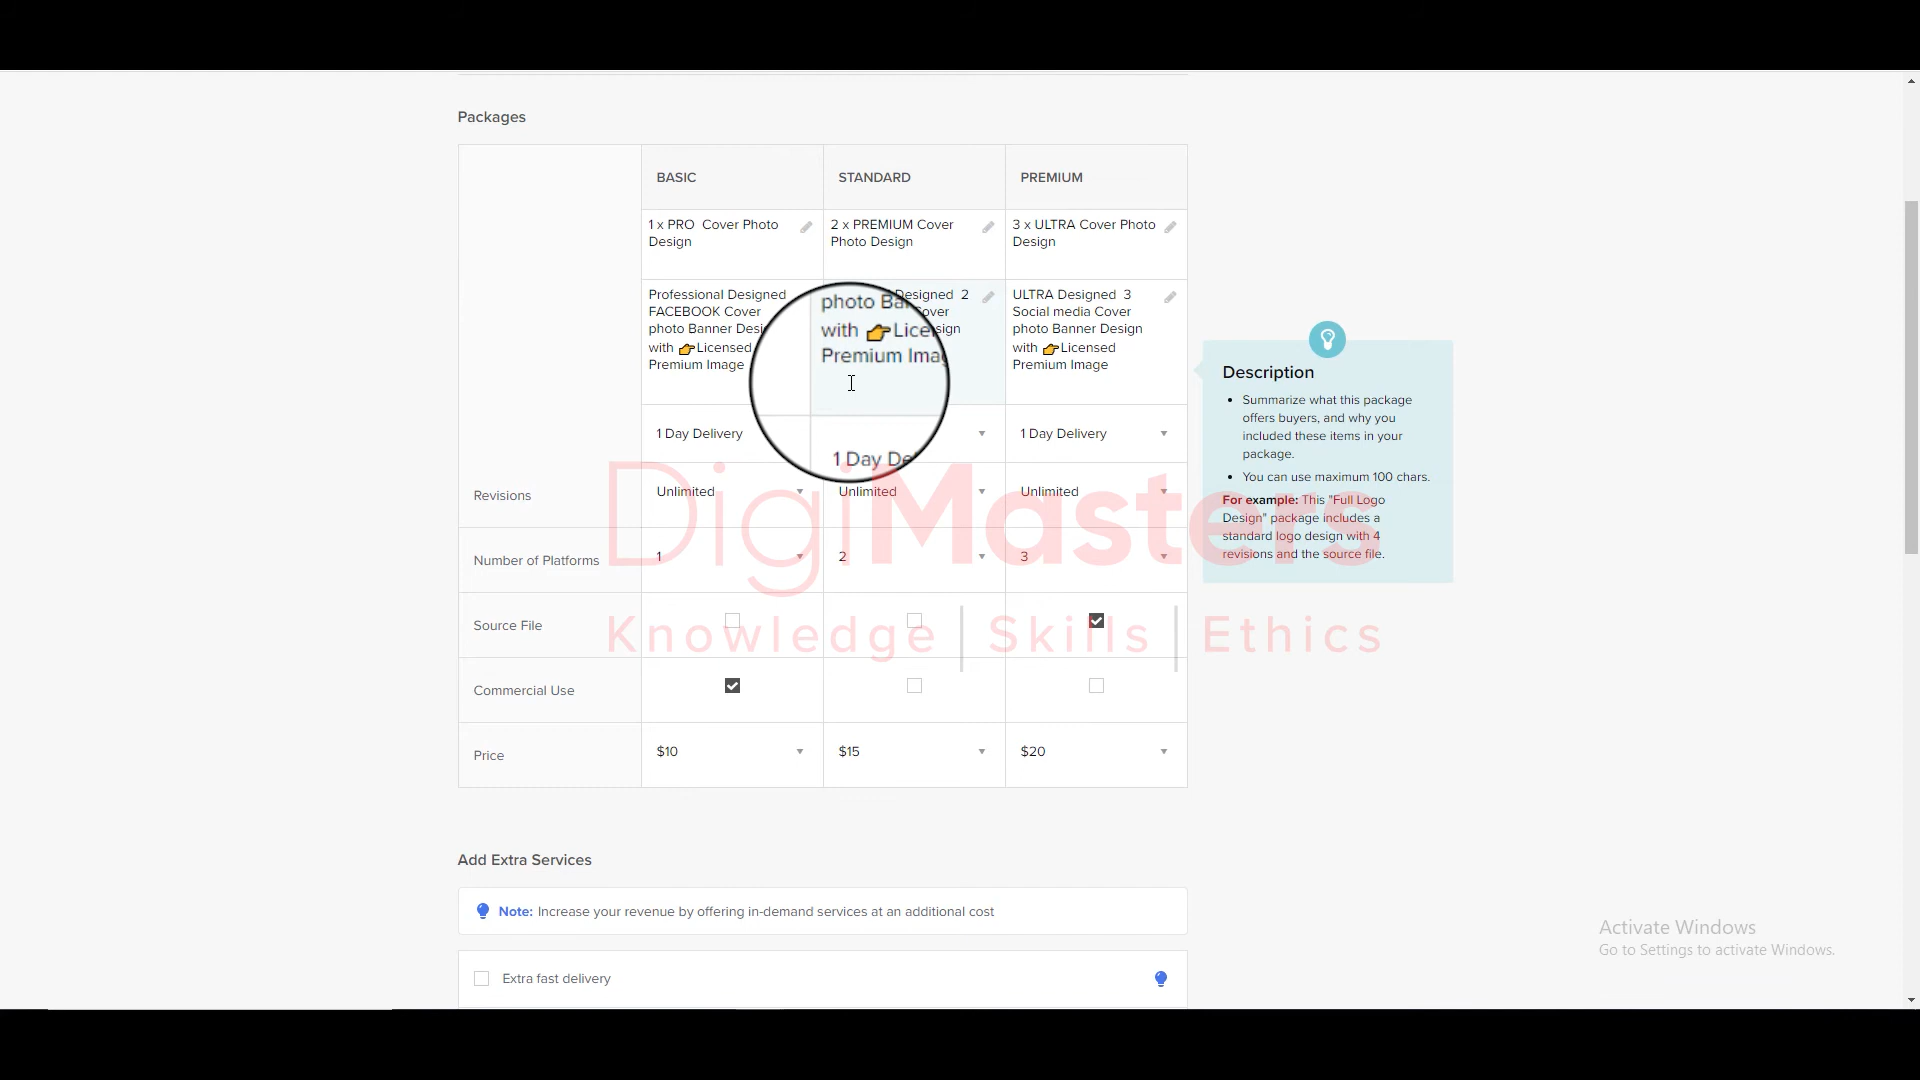 Packages
BASIC
STANDARD
PREMIUM
1 x PRO Cover Photo
Design
2 x PREMIUM Cover
Photo Design
3 x ULTRA Cover Photo
Design
Professional Designed
FACEBOOK Cover
photo Banner
with 👉Licensed
Premium Image
Designed 2
photo
with 👉
Premium
ULTRA Designed 3
Social media Cover
photo Banner Design
with 👉Licensed
Premium Image
1 Day Delivery
1 Day
1 Day Delivery
Revisions
Unlimited
Unlimited
Unlimited
Number of Platforms
1
2
3
Source File
Commercial Use
Price
$10
$15
$20
Description
• Summarize what this package
offers buyers, and why you
included these items in your
package.
• You can use maximum 100 chars.
For example: This "Full Logo
Design" package includes a
standard logo design with 4
revisions and the source file.
DigiMasters
Knowledge | Skills | Ethics
Add Extra Services
Note: Increase your revenue by offering in-demand services at an additional cost
Extra fast delivery
Activate Windows
Go to Settings to activate Windows.